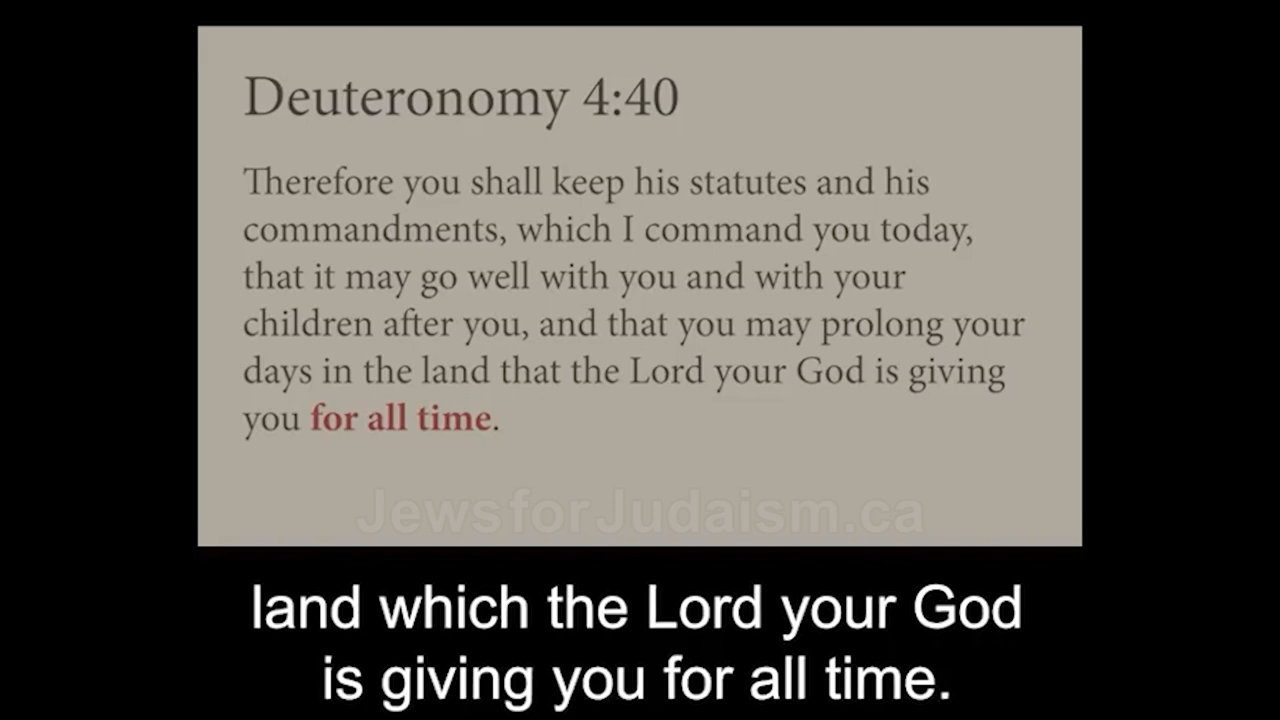 Deuteronomy 4:40
Therefore you shall keep his statutes and his
commandments, which I command you today,
that it may go well with you and with your
children after you, and that you may prolong your
days in the land that the Lord your God is giving
you for all time.
JewsforJudaism.ca
land which the Lord your God
is giving you for all time.